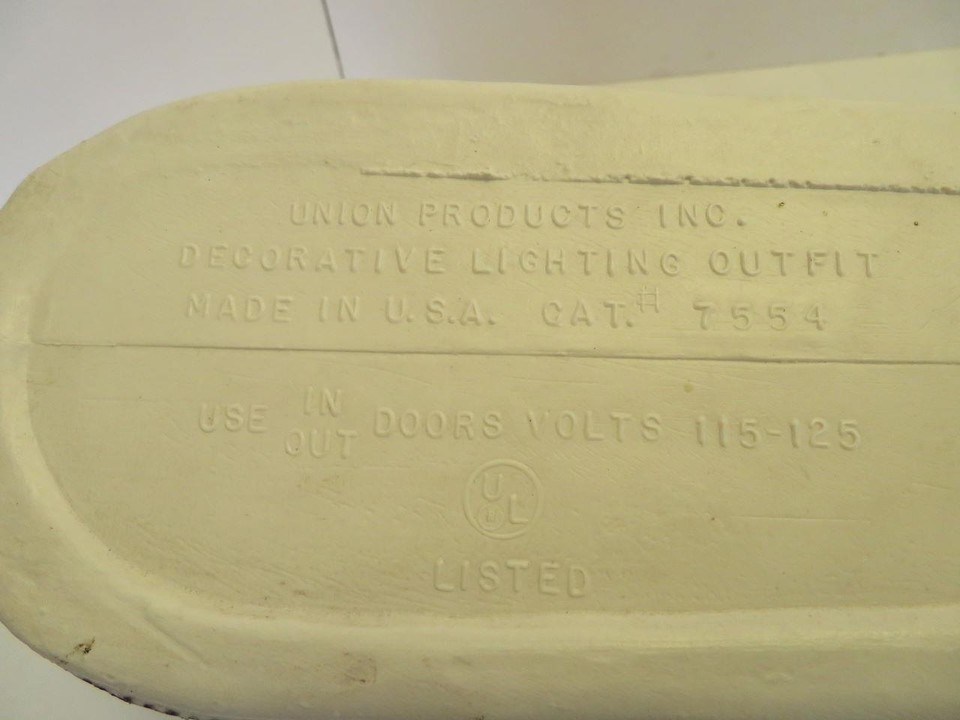 UNION PRODUCTS INC.
DECORATIVE LIGHTING OUTFIT
MADE IN U.S.A. CAT.# 7554
USE IN OUT DOORS VOLTS 115-125
UL
LISTED